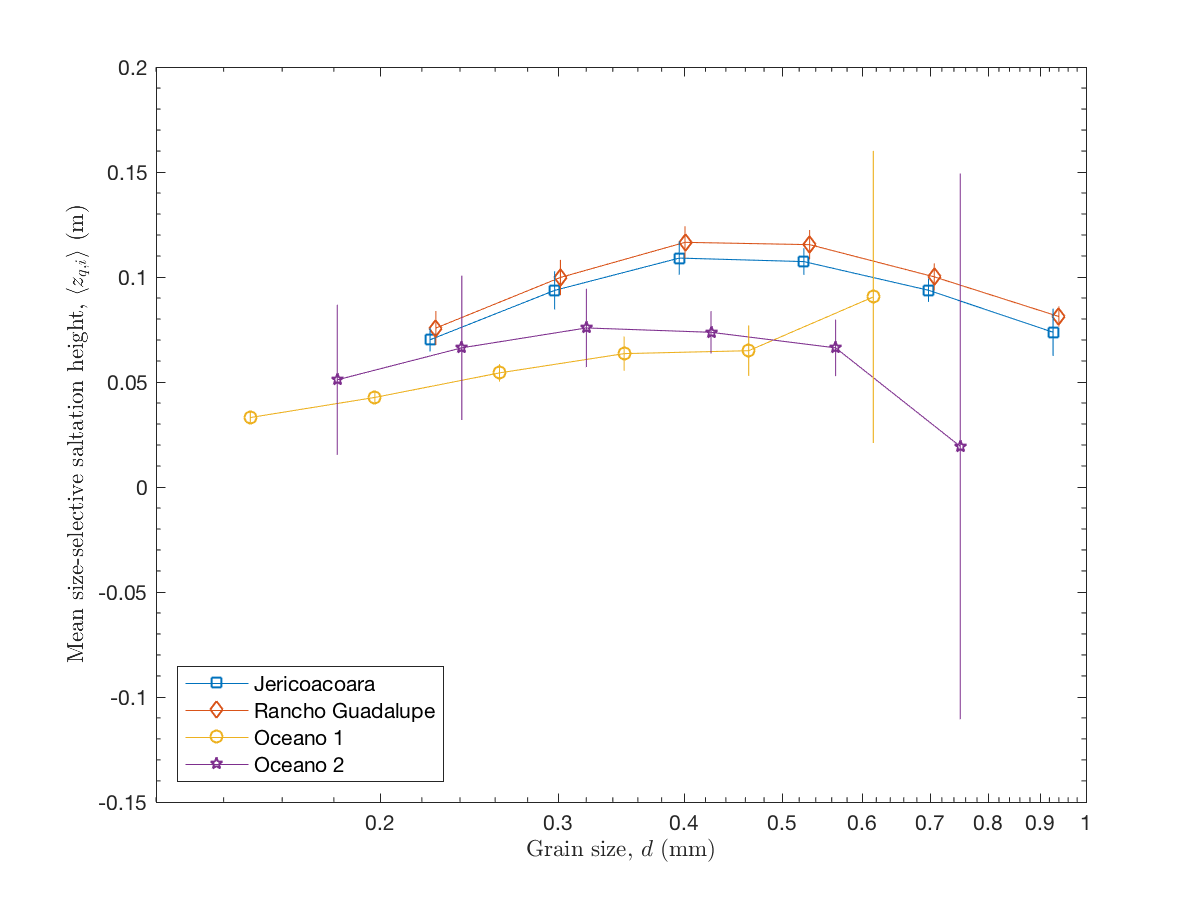 0.2
0.15
0.1
0.05
0
-0.05
-0.1
-0.15
Mean size-selective saltation height, ⟨z_{q,i}⟩ (m)
Jericoacoara
Rancho Guadalupe
Oceano 1
Oceano 2
0.2 0.3 0.4 0.5 0.6 0.7 0.8 0.9 1
Grain size, d (mm)